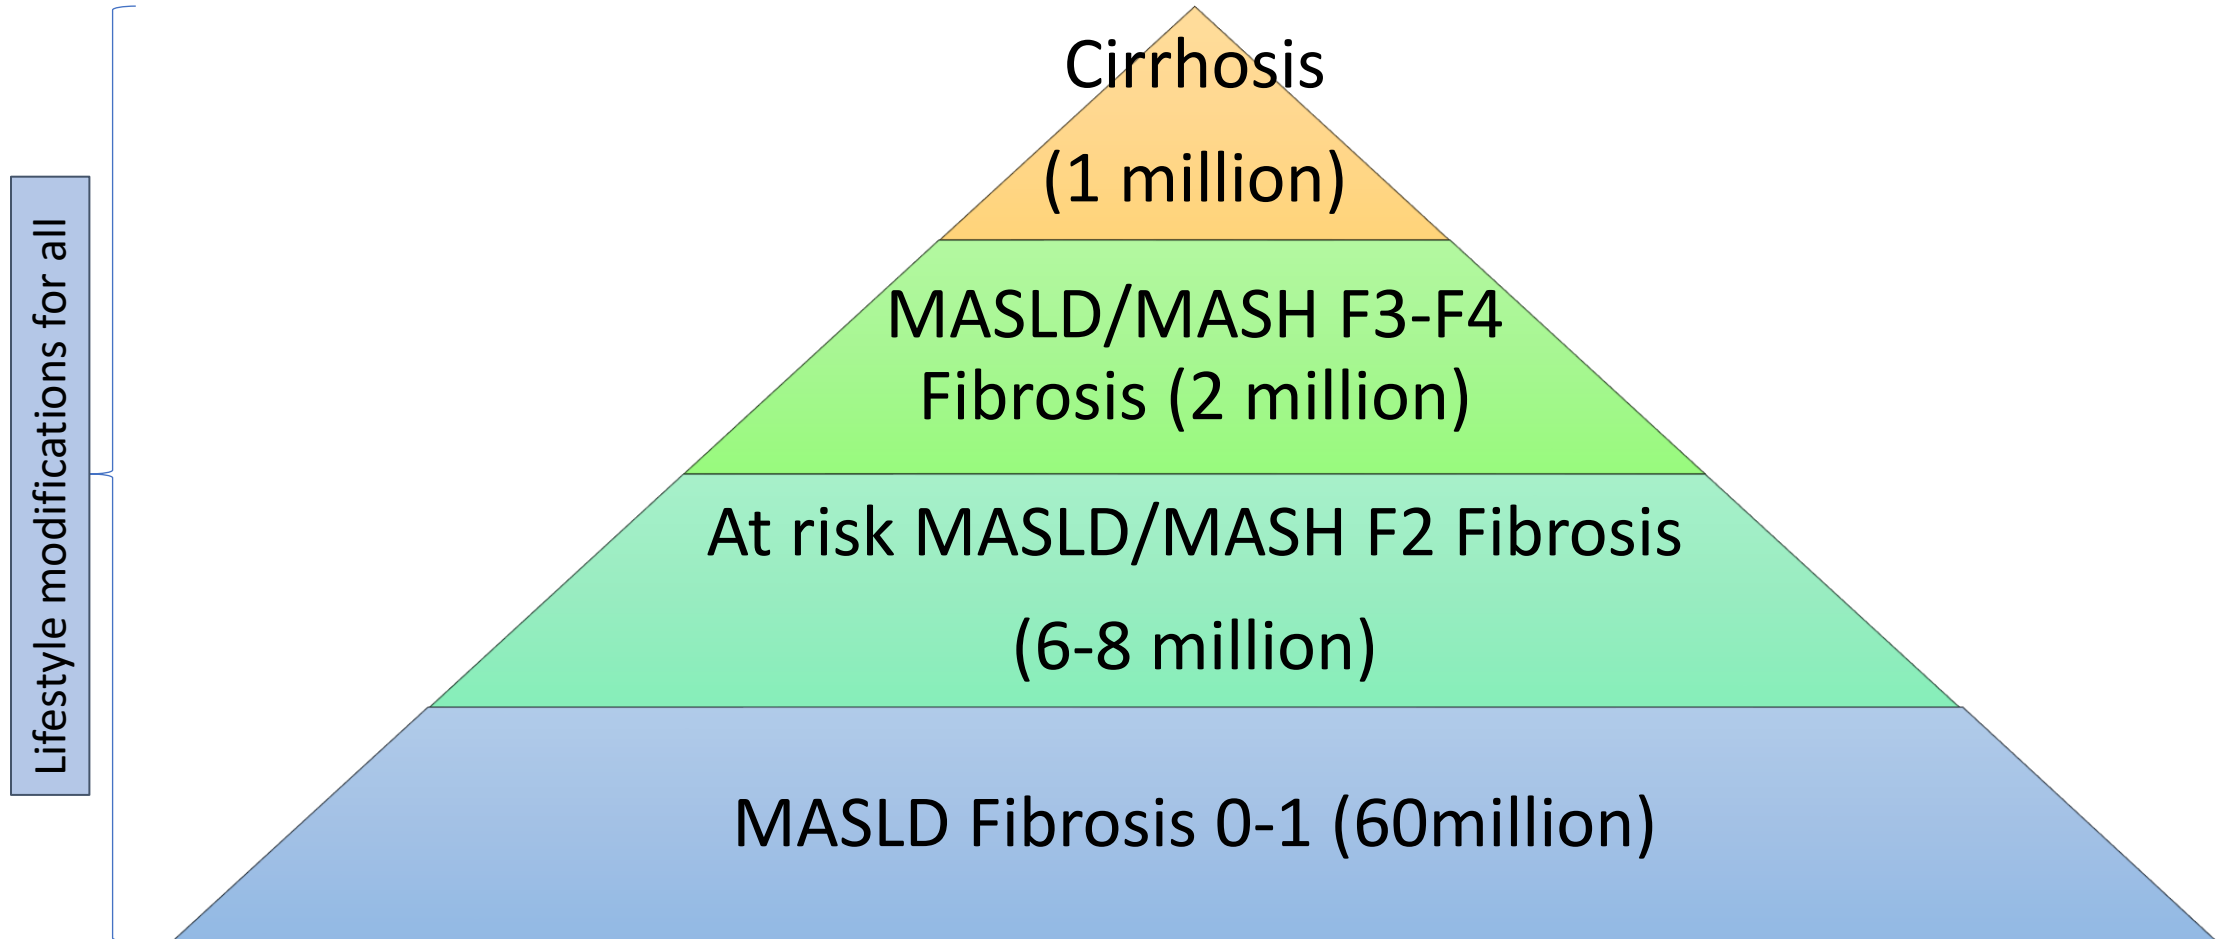 Lifestyle modifications for all
Cirrhosis
(1 million)
MASLD/MASH F3-F4
Fibrosis (2 million)
At risk MASLD/MASH F2 Fibrosis
(6-8 million)
MASLD Fibrosis 0-1 (60million)